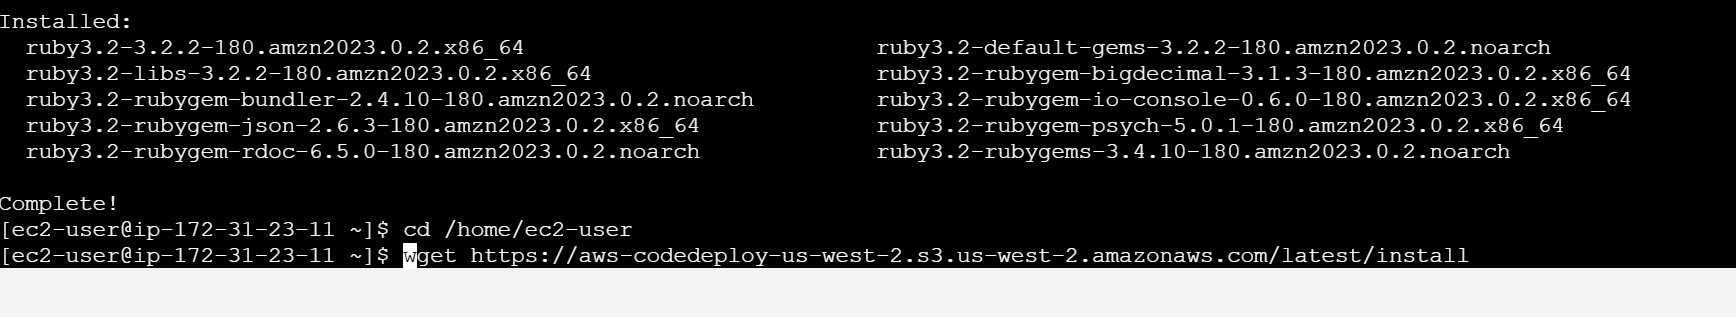 Installed:
ruby3.2-3.2.2-180.amzn2023.0.2.x86_64 ruby3.2-default-gems-3.2.2-180.amzn2023.0.2.noarch
ruby3.2-libs-3.2.2-180.amzn2023.0.2.x86_64 ruby3.2-rubygem-bigdecimal-3.1.3-180.amzn2023.0.2.x86_64
ruby3.2-rubygem-bundler-2.4.10-180.amzn2023.0.2.noarch ruby3.2-rubygem-io-console-0.6.0-180.amzn2023.0.2.x86_64
ruby3.2-rubygem-json-2.6.3-180.amzn2023.0.2.x86_64 ruby3.2-rubygem-psych-5.0.1-180.amzn2023.0.2.x86_64
ruby3.2-rubygem-rdoc-6.5.0-180.amzn2023.0.2.noarch ruby3.2-rubygems-3.4.10-180.amzn2023.0.2.noarch
Complete!
[ec2-user@ip-172-31-23-11 ~]$ cd /home/ec2-user
[ec2-user@ip-172-31-23-11 ~]$ wget https://aws-codedeploy-us-west-2.s3.us-west-2.amazonaws.com/latest/install